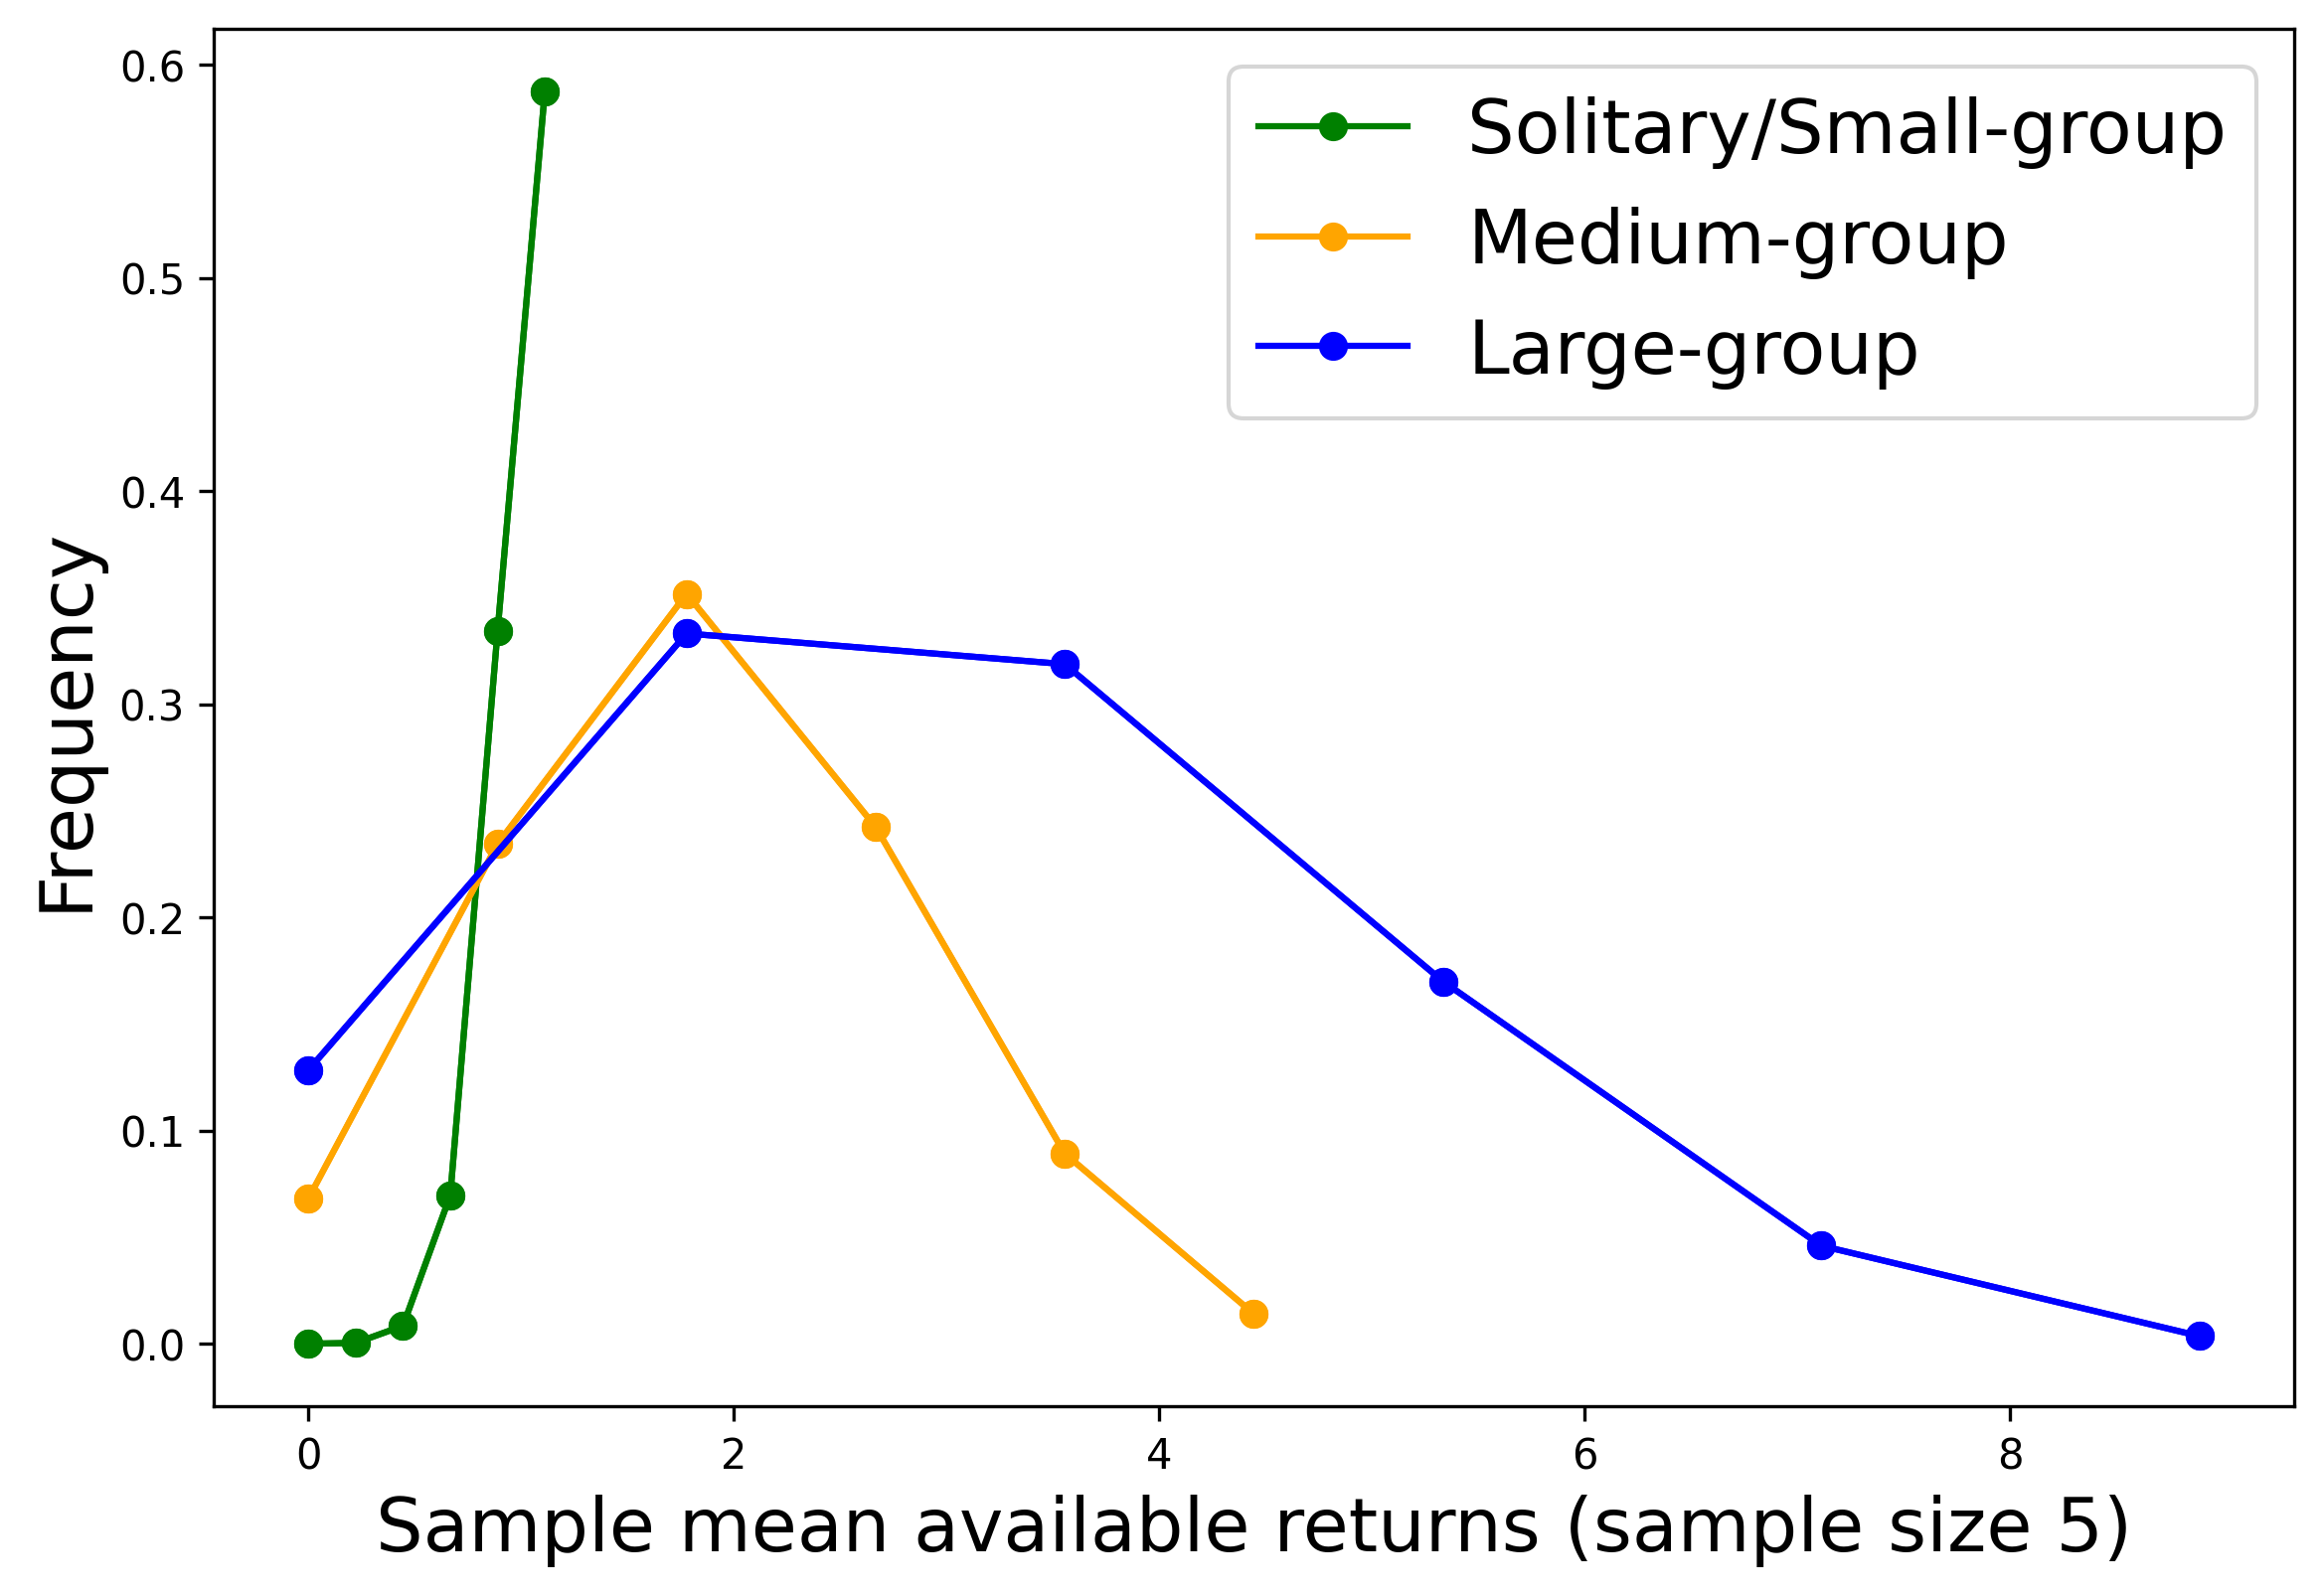 0.6
0.5
0.4
0.3
0.2
0.1
0.0
Frequency
Solitary/Small-group
Medium-group
Large-group
0 2 4 6 8
Sample mean available returns (sample size 5)